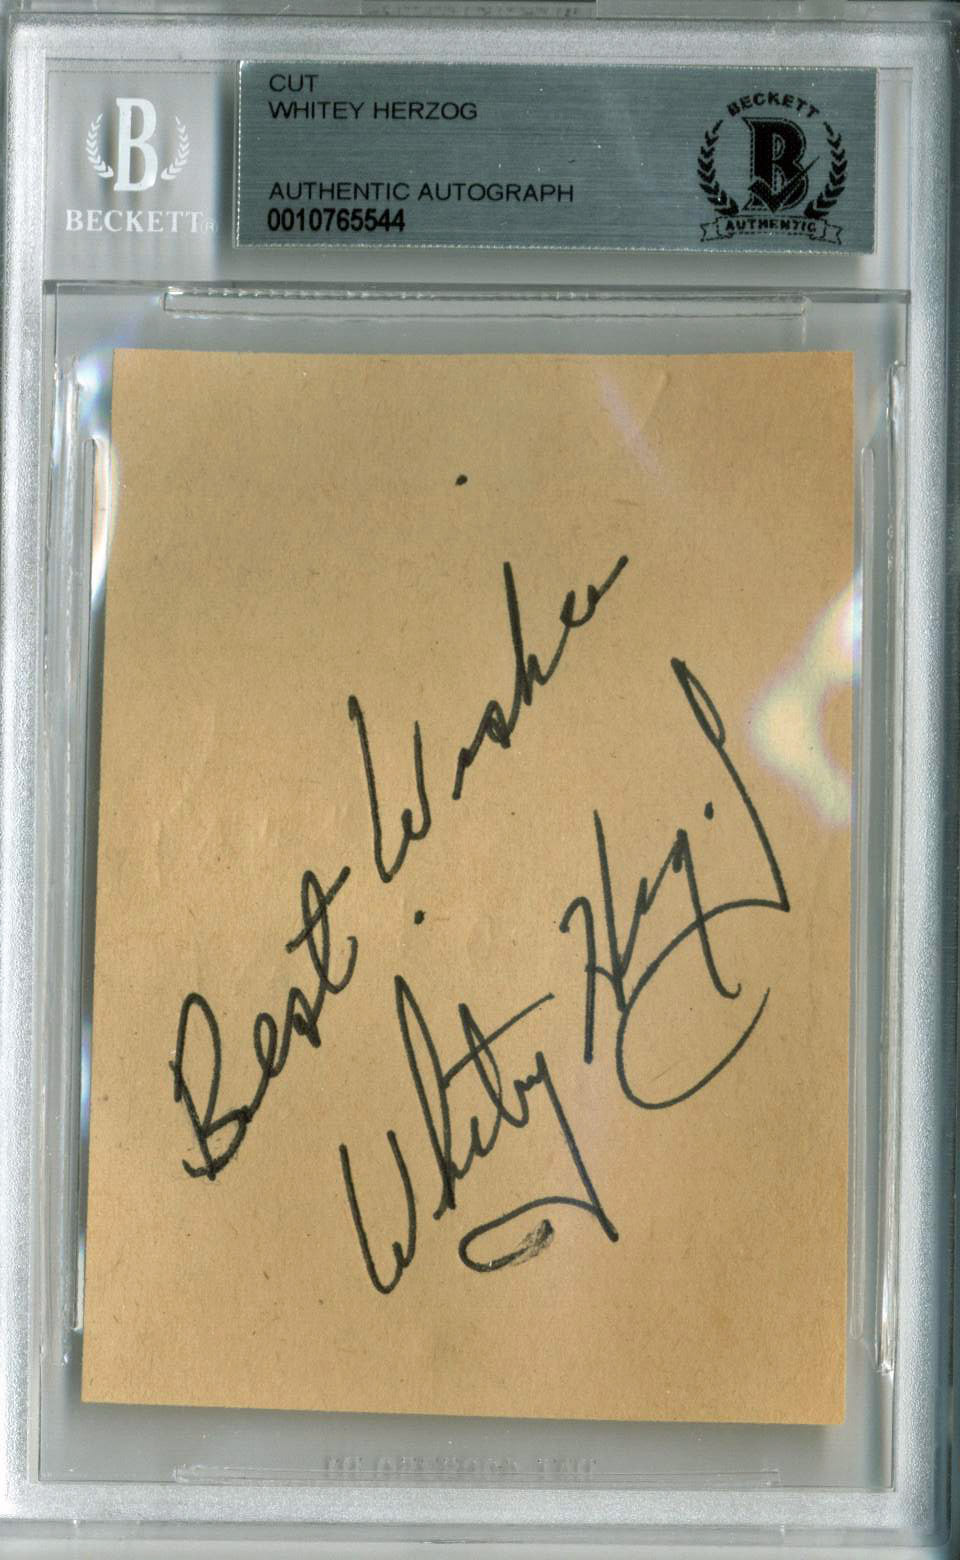 B
BECKETT
CUT
WHITEY HERZOG
AUTHENTIC AUTOGRAPH
0010765544
BECKETT
B
AUTHENTIC
Best Wishes
Whitey Herzog